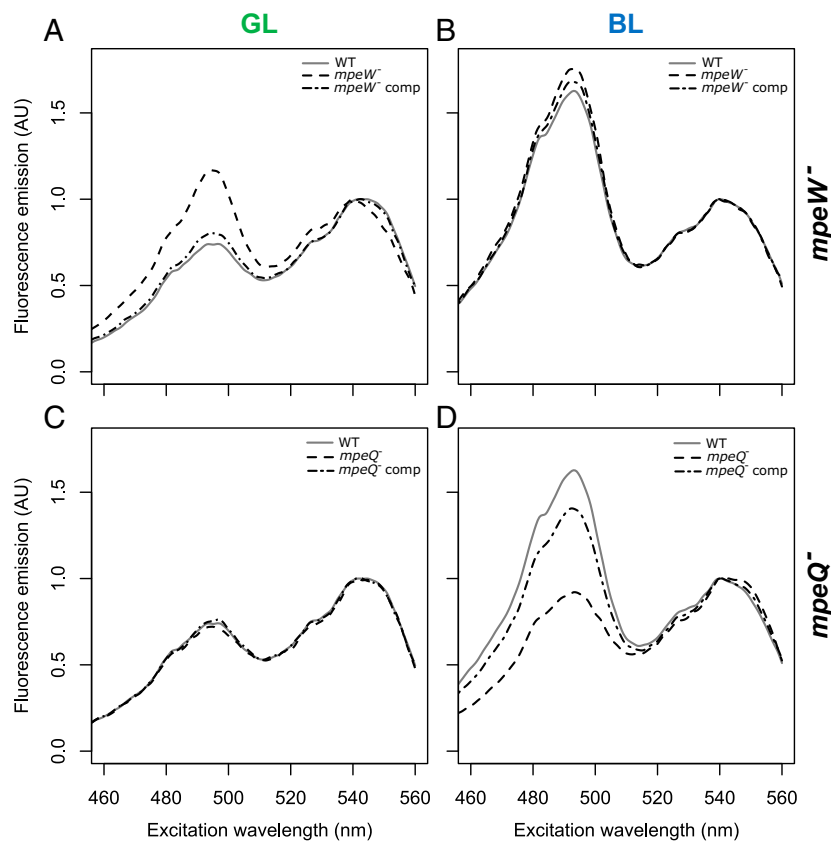 GL
BL
A
WT
mpeW⁻
mpeW⁻ comp
Fluorescence emission (AU)
0.0
0.5
1.0
1.5
B
WT
mpeW⁻
mpeW⁻ comp
mpeW⁻
C
WT
mpeQ⁻
mpeQ⁻ comp
Fluorescence emission (AU)
0.0
0.5
1.0
1.5
460 480 500 520 540 560
Excitation wavelength (nm)
D
WT
mpeQ⁻
mpeQ⁻ comp
460 480 500 520 540 560
Excitation wavelength (nm)
mpeQ⁻